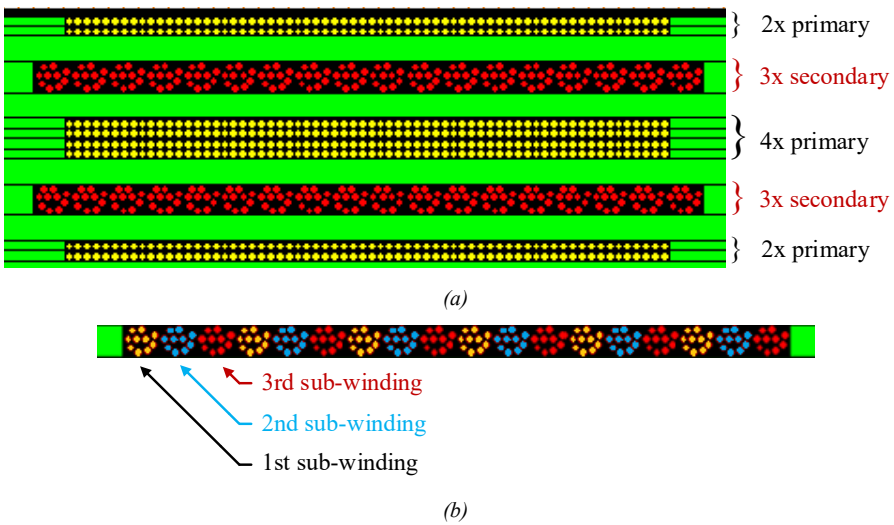 2x primary
3x secondary
4x primary
3x secondary
2x primary
(a)
3rd sub-winding
2nd sub-winding
1st sub-winding
(b)